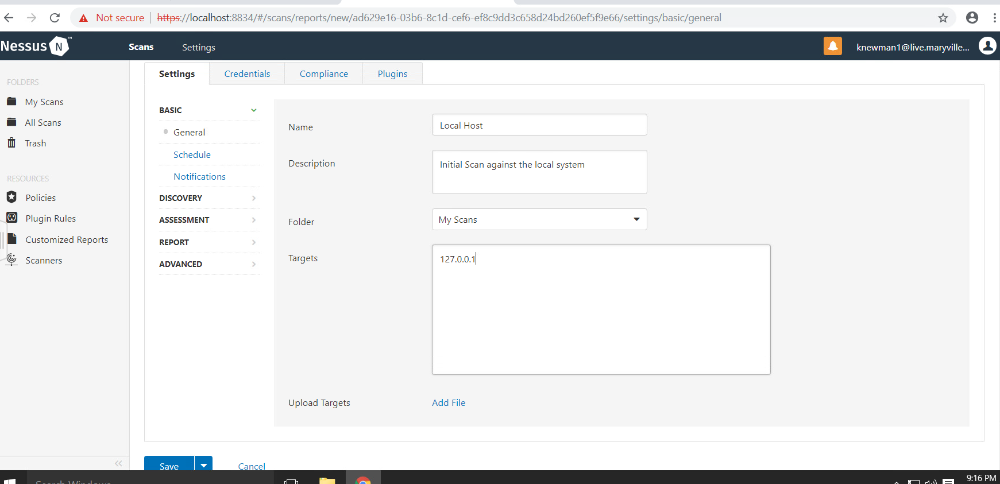 Not secure https://localhost:8834/#/scans/reports/new/ad629e16-03b6-8c1d-cef6-ef8c9dd3c658d24bd260ef5f9e66/settings/basic/general
Nessus N ™ Scans Settings knewman1@live.maryville...
FOLDERS
My Scans
All Scans
Trash
RESOURCES
Policies
Plugin Rules
Customized Reports
Scanners
Settings Credentials Compliance Plugins
BASIC
General
Schedule
Notifications
DISCOVERY
ASSESSMENT
REPORT
ADVANCED
Name Local Host
Description Initial Scan against the local system
Folder My Scans
Targets 127.0.0.1
Upload Targets Add File
Save Cancel
Search Windows
9:16 PM